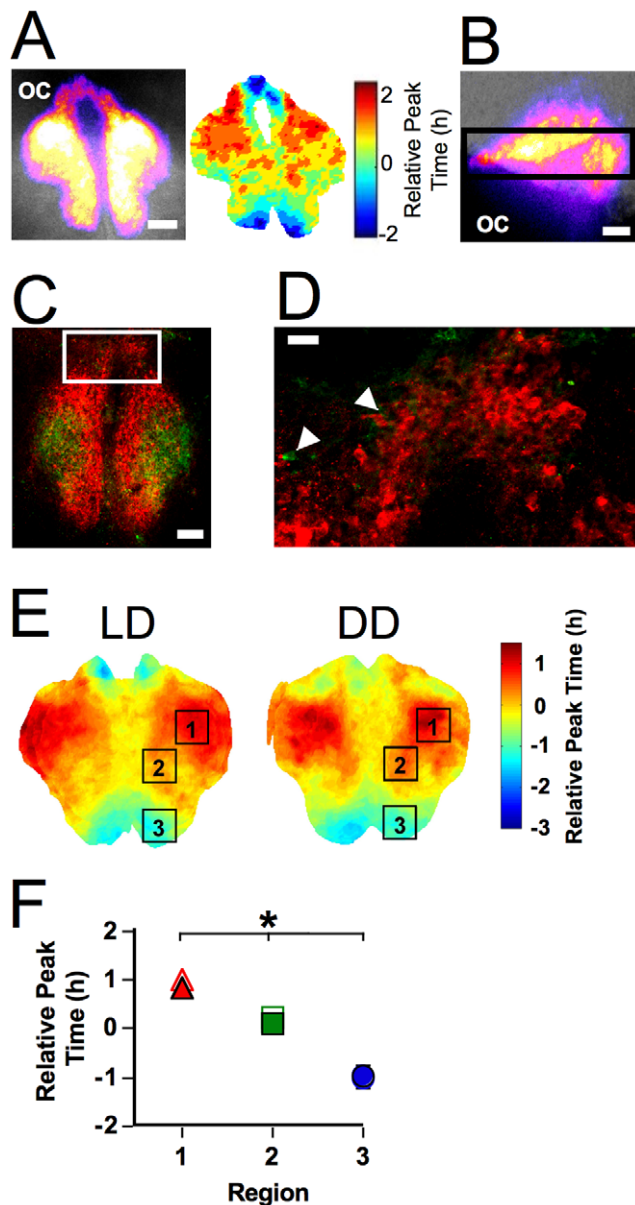 A
B
OC
2
0
-2
Relative Peak
Time (h)
OC
C
D
E
LD
DD
1
2
3
1
2
3
1
0
-1
-2
-3
Relative Peak Time (h)
F
*
2
1
0
-1
-2
Relative Peak
Time (h)
1
2
3
Region